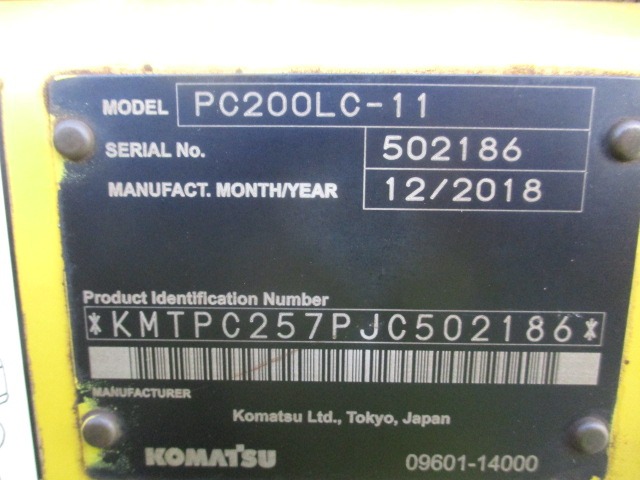 MODEL PC200LC-11
SERIAL No. 502186
MANUFACT. MONTH/YEAR 12/2018
Product Identification Number
*KMTPC257PJC502186*
MANUFACTURER
Komatsu Ltd., Tokyo, Japan
KOMATSU 09601-14000